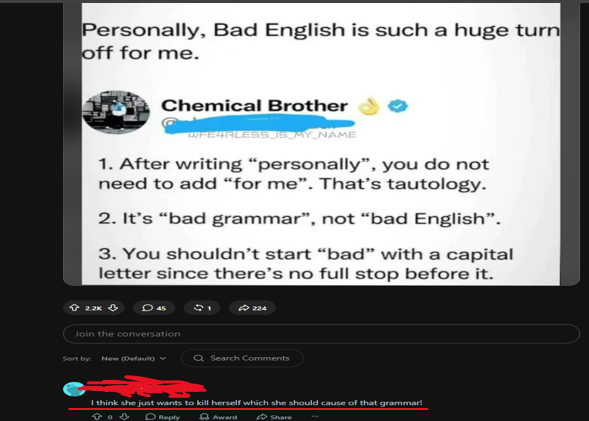 Personally, Bad English is such a huge turn
off for me.
Chemical Brother
u/FE4RLESS_IS_MY_NAME
1. After writing “personally”, you do not
need to add “for me”. That’s tautology.
2. It’s “bad grammar”, not “bad English”.
3. You shouldn’t start “bad” with a capital
letter since there’s no full stop before it.
2.2K 45 1 224
Join the conversation
Sort by: New (Default) Search Comments
I think she just wants to kill herself which she should cause of that grammar!
0 Reply Award Share ...